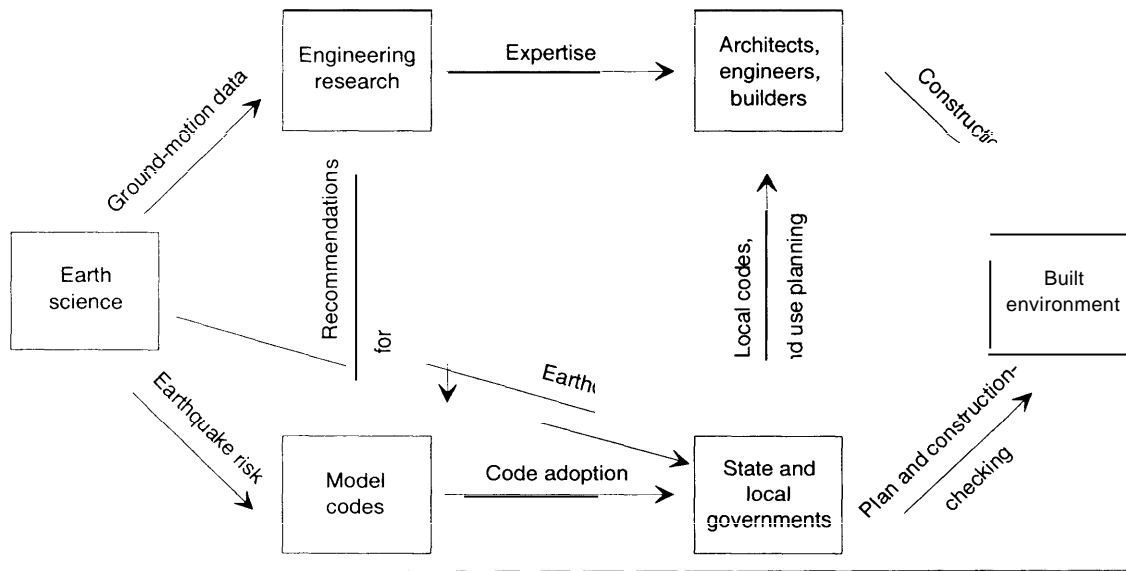 Engineering
research
Expertise
Architects,
engineers,
builders
Ground-motion data
Recommendations
for
Local codes,
use planning
Earth
science
Built
environment
Earthquake risk
Model
codes
Code adoption
State and
local
governments
Plan and construction-
checking